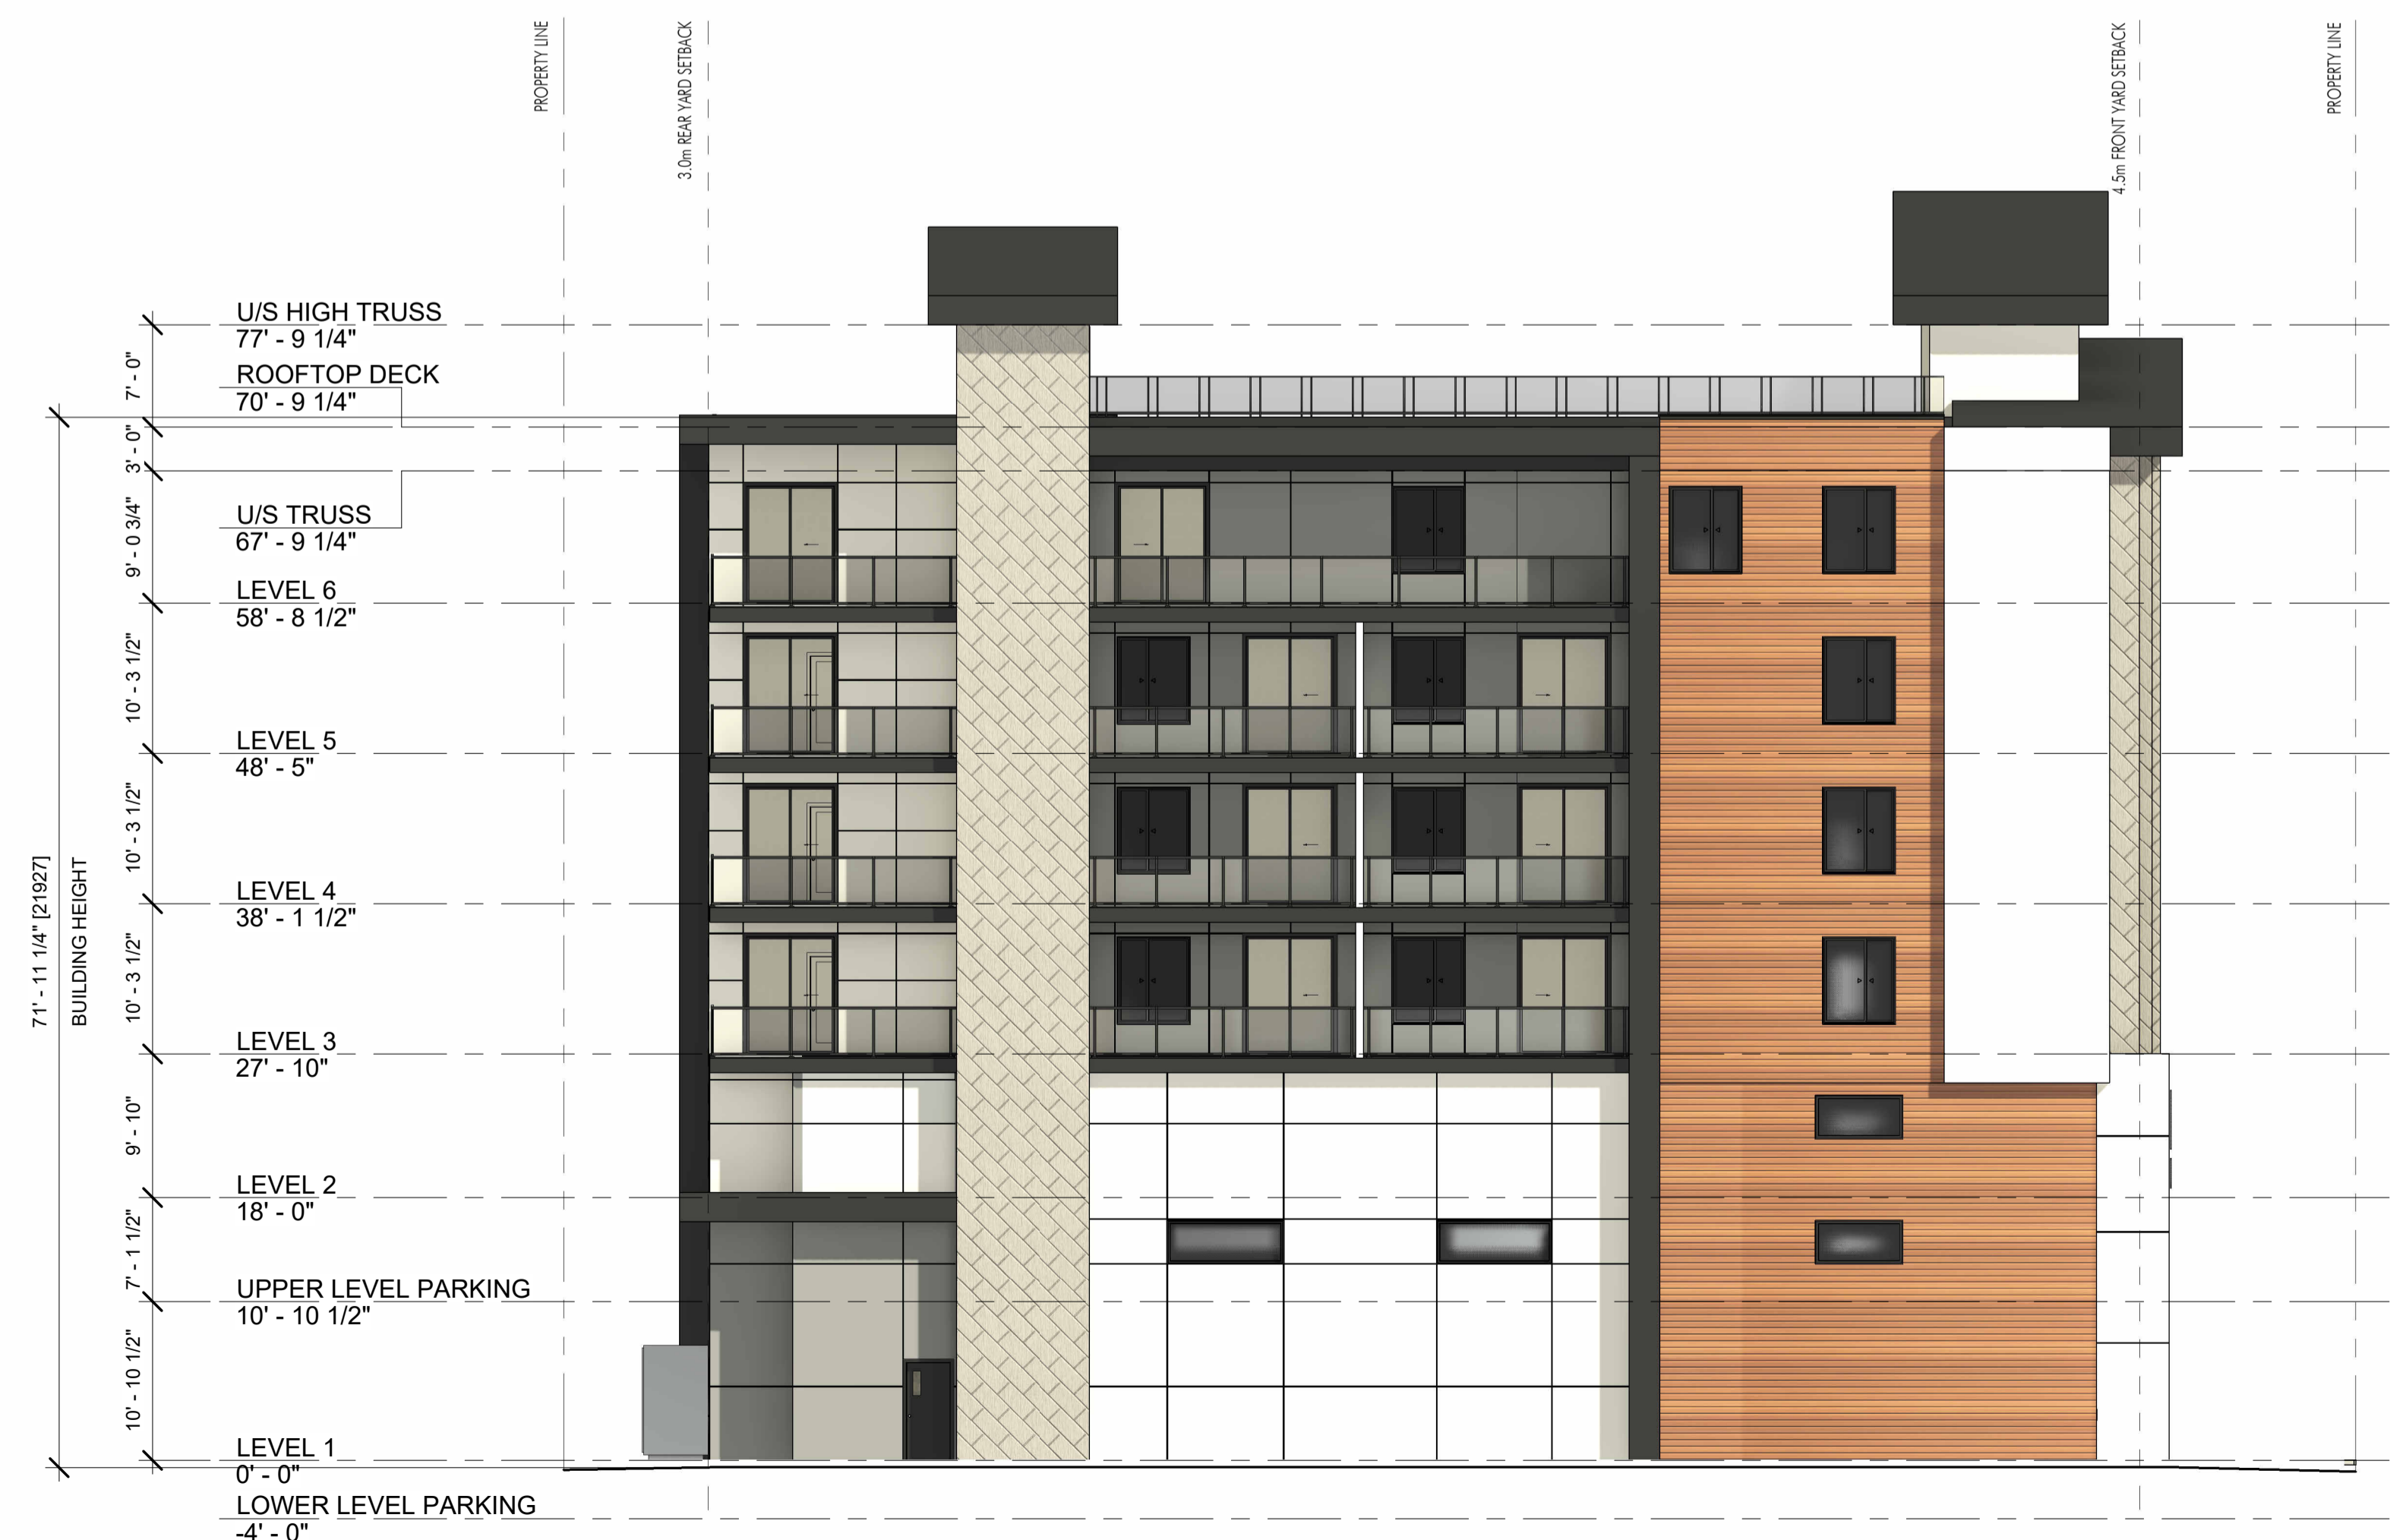 PROPERTY LINE
3.0m REAR YARD SETBACK
4.5m FRONT YARD SETBACK
PROPERTY LINE
U/S HIGH TRUSS
77' - 9 1/4"
ROOFTOP DECK
70' - 9 1/4"
U/S TRUSS
67' - 9 1/4"
LEVEL 6
58' - 8 1/2"
LEVEL 5
48' - 5"
LEVEL 4
38' - 1 1/2"
LEVEL 3
27' - 10"
LEVEL 2
18' - 0"
UPPER LEVEL PARKING
10' - 10 1/2"
LEVEL 1
0' - 0"
LOWER LEVEL PARKING
-4' - 0"
7' - 0"
3' - 0"
9' - 0 3/4"
10' - 3 1/2"
10' - 3 1/2"
10' - 3 1/2"
9' - 10"
7' - 1 1/2"
10' - 10 1/2"
71' - 11 1/4" [21927]
BUILDING HEIGHT